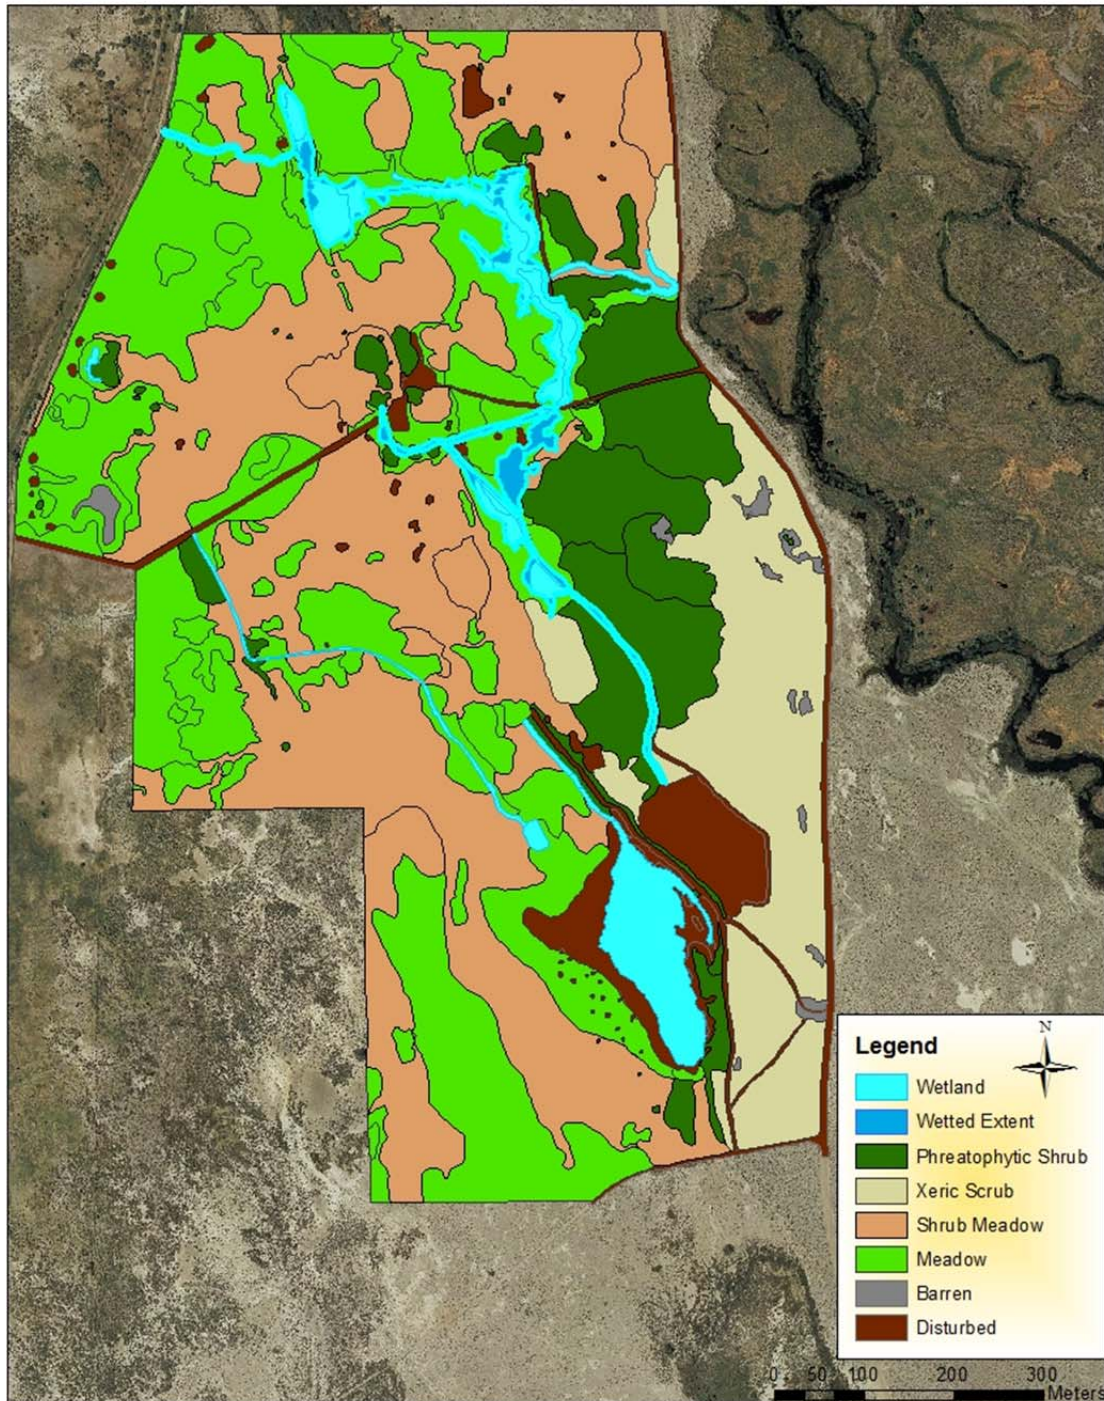 Legend
N
Wetland
Wetted Extent
Phreatophytic Shrub
Xeric Scrub
Shrub Meadow
Meadow
Barren
Disturbed
0 50 100 200 300
Meters